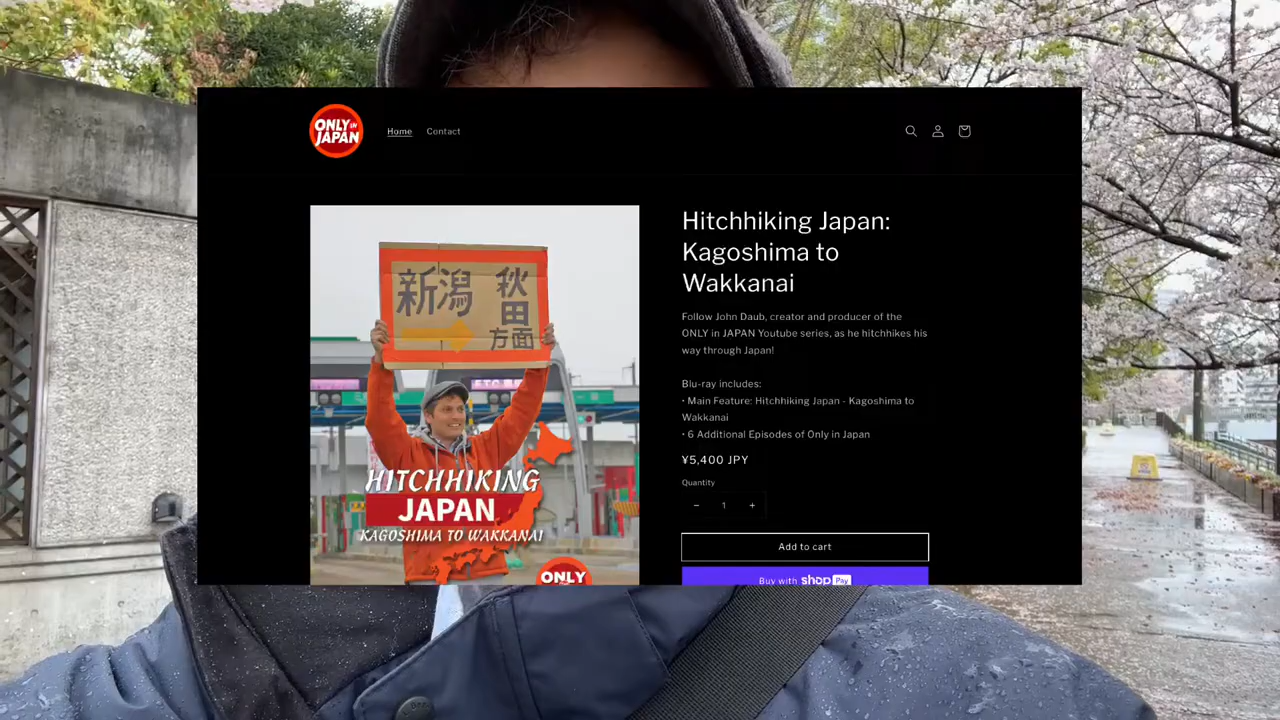 ONLY IN
JAPAN
Home
Contact
新潟
秋田
方面
ETC
HITCHHIKING
JAPAN
KAGOSHIMA TO WAKKANAI
ONLY
Hitchhiking Japan:
Kagoshima to
Wakkanai
Follow John Daub, creator and producer of the
ONLY in JAPAN Youtube series, as he hitchhikes his
way through Japan!
Blu-ray includes:
• Main Feature: Hitchhiking Japan - Kagoshima to
Wakkanai
• 6 Additional Episodes of Only in Japan
¥5,400 JPY
Quantity
− 1 +
Add to cart
Buy with shop Pay